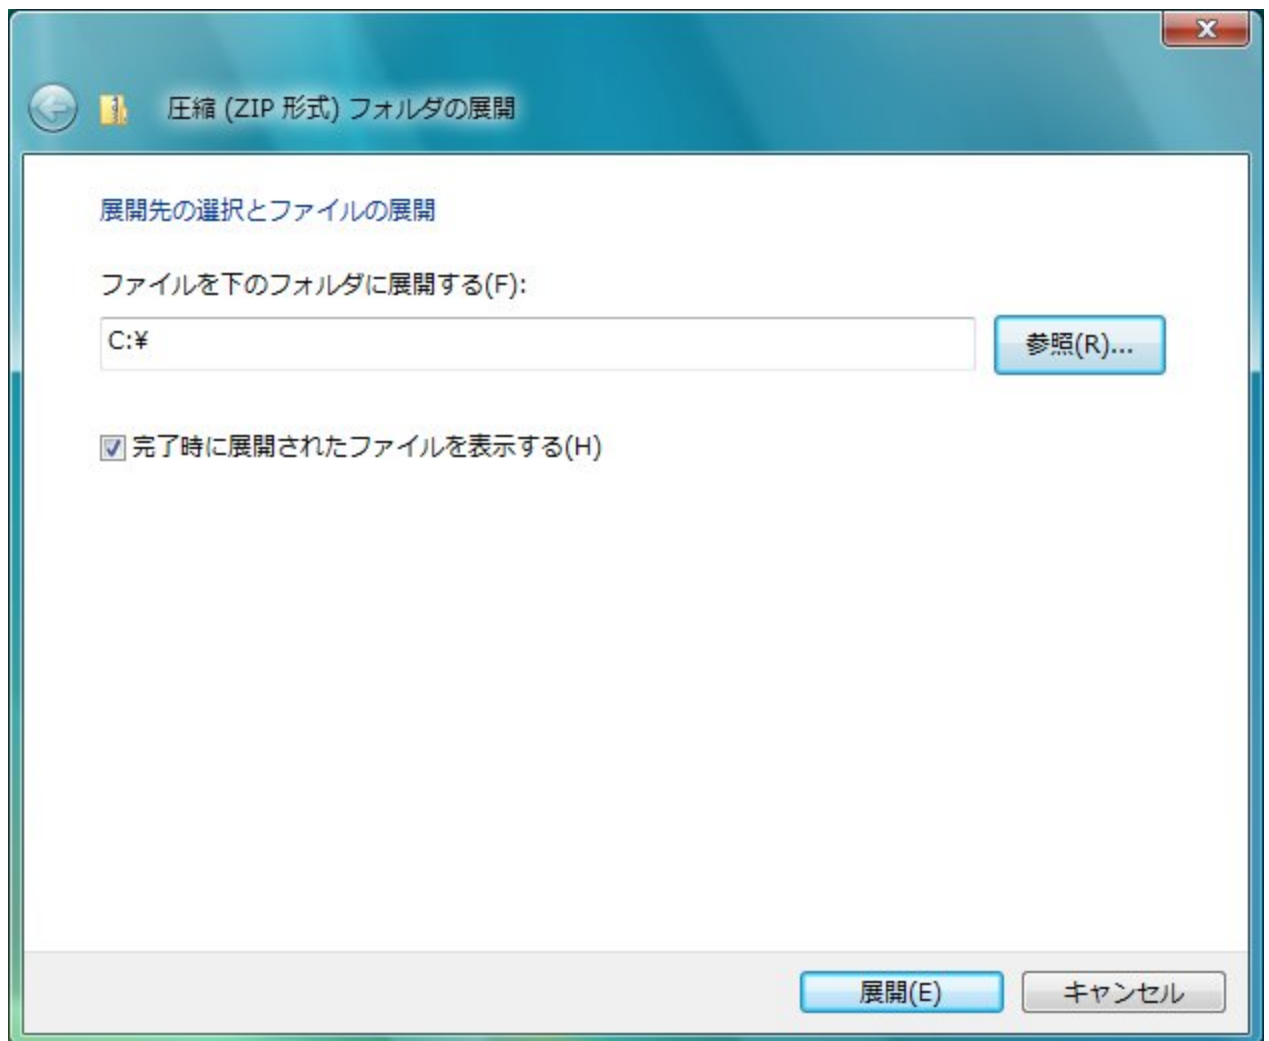 圧縮 (ZIP 形式) フォルダの展開
展開先の選択とファイルの展開
ファイルを下のフォルダに展開する(F):
C:¥
参照(R)...
完了時に展開されたファイルを表示する(H)
展開(E)
キャンセル